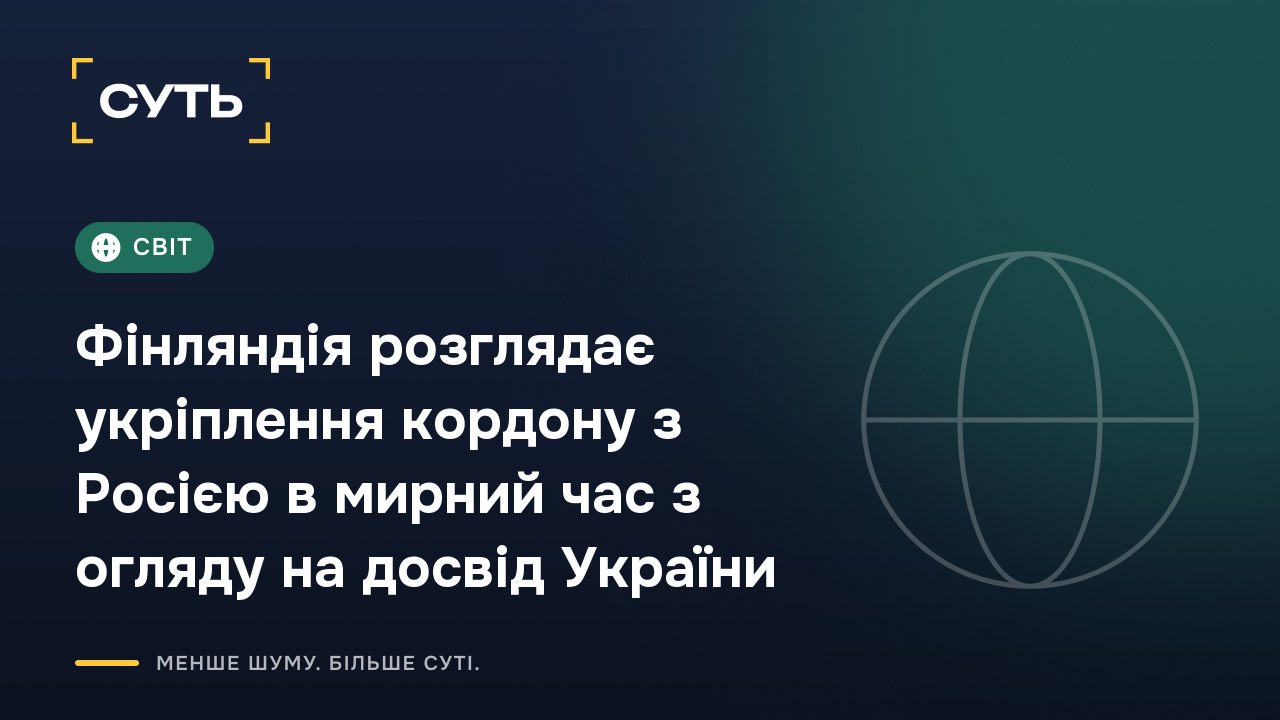 СУТЬ
СВІТ
Фінляндія розглядає
укріплення кордону з
Росією в мирний час з
огляду на досвід України
МЕНШЕ ШУМУ. БІЛЬШЕ СУТІ.